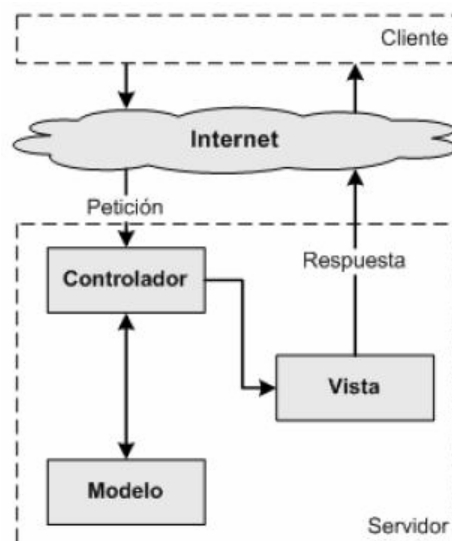 Cliente
Internet
Petición
Controlador
Respuesta
Vista
Modelo
Servidor